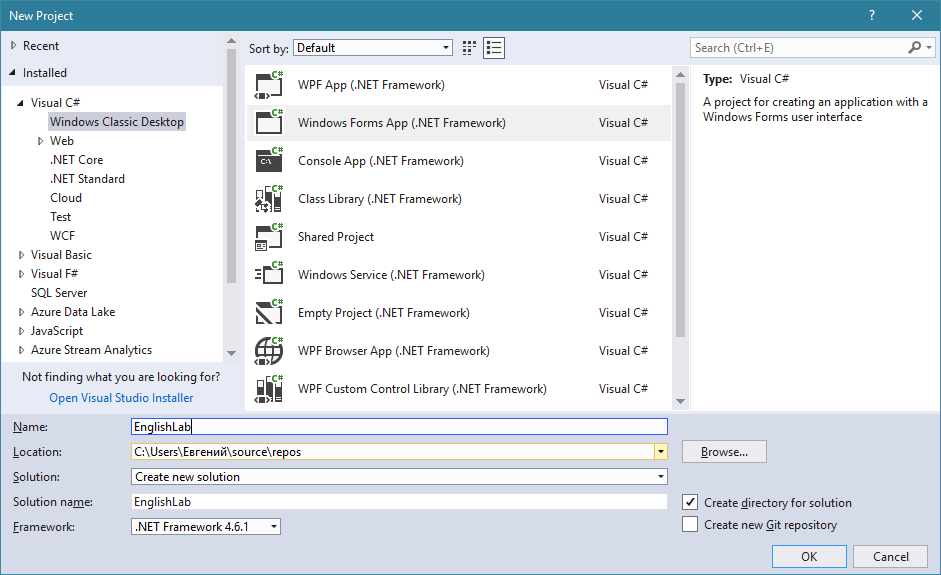 New Project
?
Recent
Installed
Visual C#
Windows Classic Desktop
Web
.NET Core
.NET Standard
Cloud
Test
WCF
Visual Basic
Visual F#
SQL Server
Azure Data Lake
JavaScript
Azure Stream Analytics
Not finding what you are looking for?
Open Visual Studio Installer
Sort by: Default
C# WPF App (.NET Framework) Visual C#
C# Windows Forms App (.NET Framework) Visual C#
C# C:\ Console App (.NET Framework) Visual C#
C# Class Library (.NET Framework) Visual C#
C# Shared Project Visual C#
C# Windows Service (.NET Framework) Visual C#
C# Empty Project (.NET Framework) Visual C#
C# WPF Browser App (.NET Framework) Visual C#
C# WPF Custom Control Library (.NET Framework) Visual C#
Search (Ctrl+E)
Type: Visual C#
A project for creating an application with a
Windows Forms user interface
Name: EnglishLab
Location: C:\Users\Евгений\source\repos Browse...
Solution: Create new solution
Solution name: EnglishLab Create directory for solution
Framework: .NET Framework 4.6.1 Create new Git repository
OK Cancel